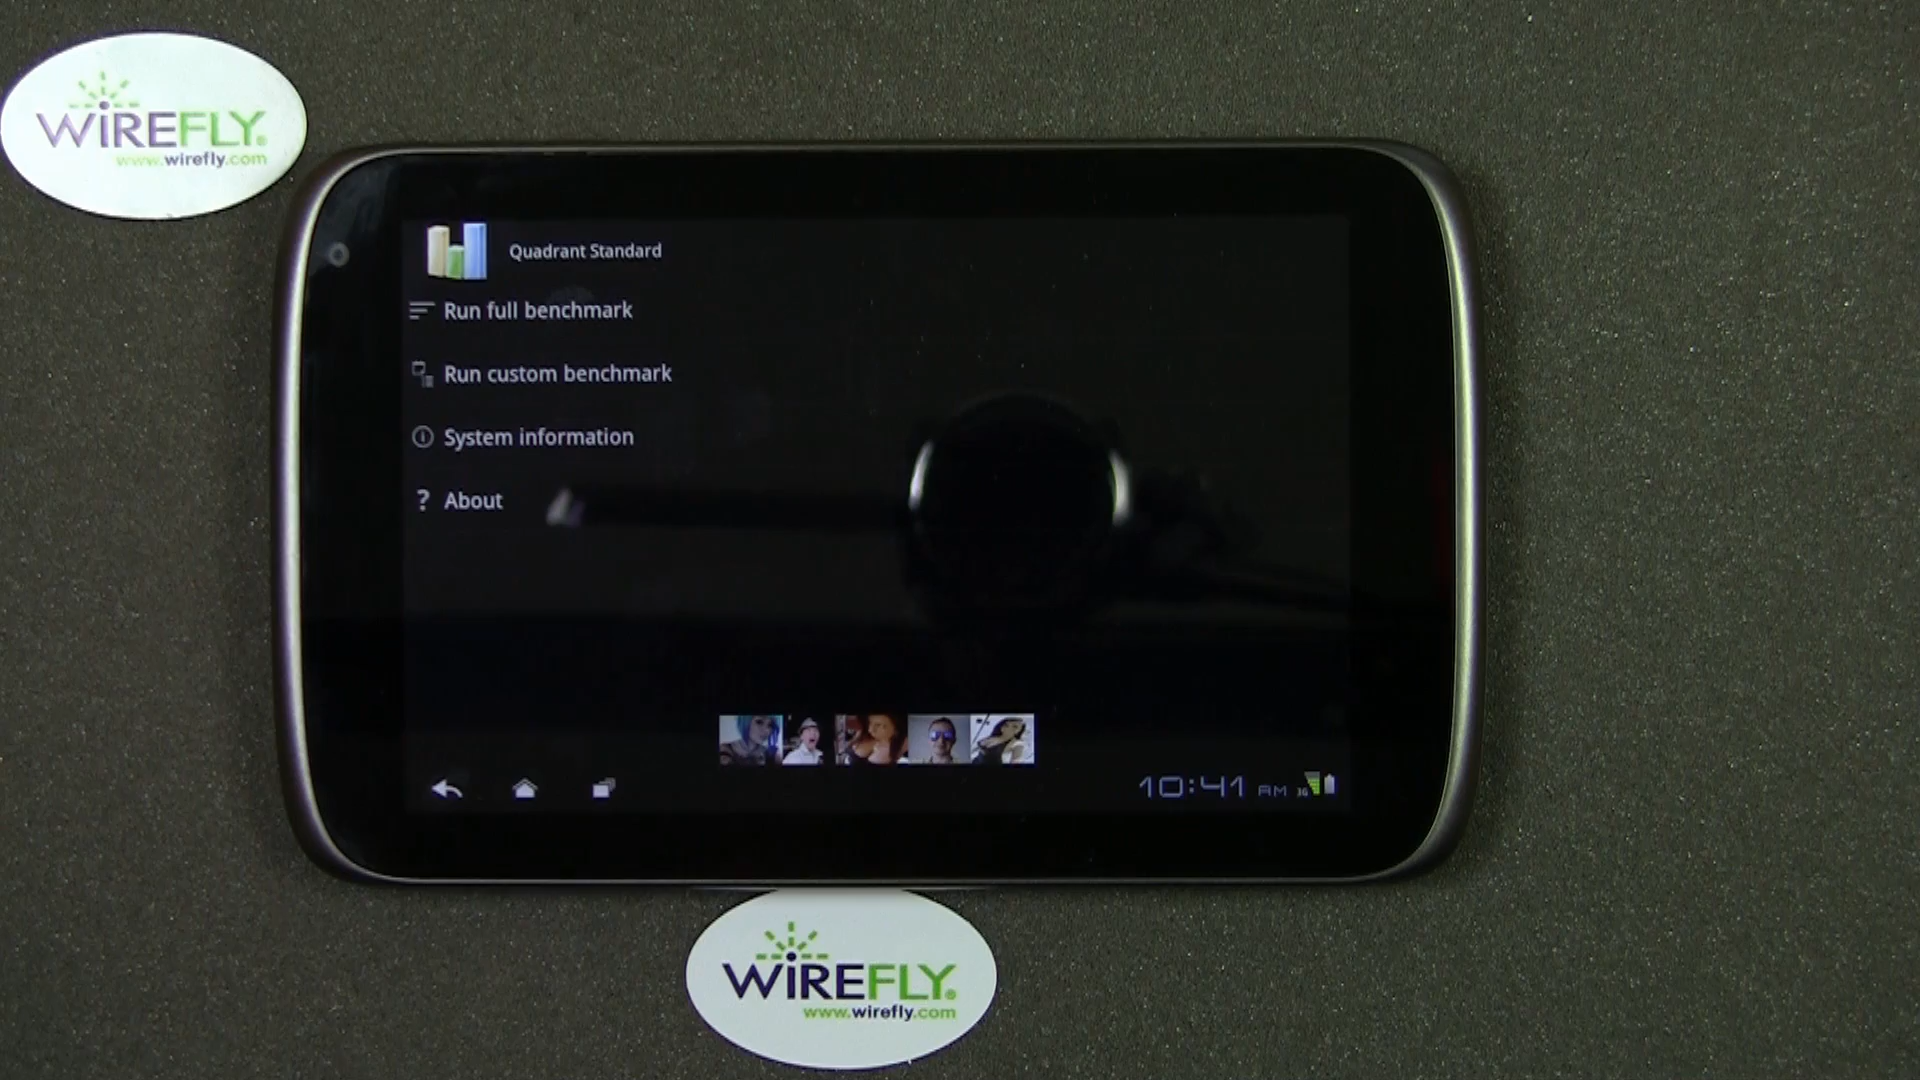 WiREFLY.
www.wirefly.com
Quadrant Standard
Run full benchmark
Run custom benchmark
System information
? About
10:41 AM 3G
WiREFLY.
www.wirefly.com